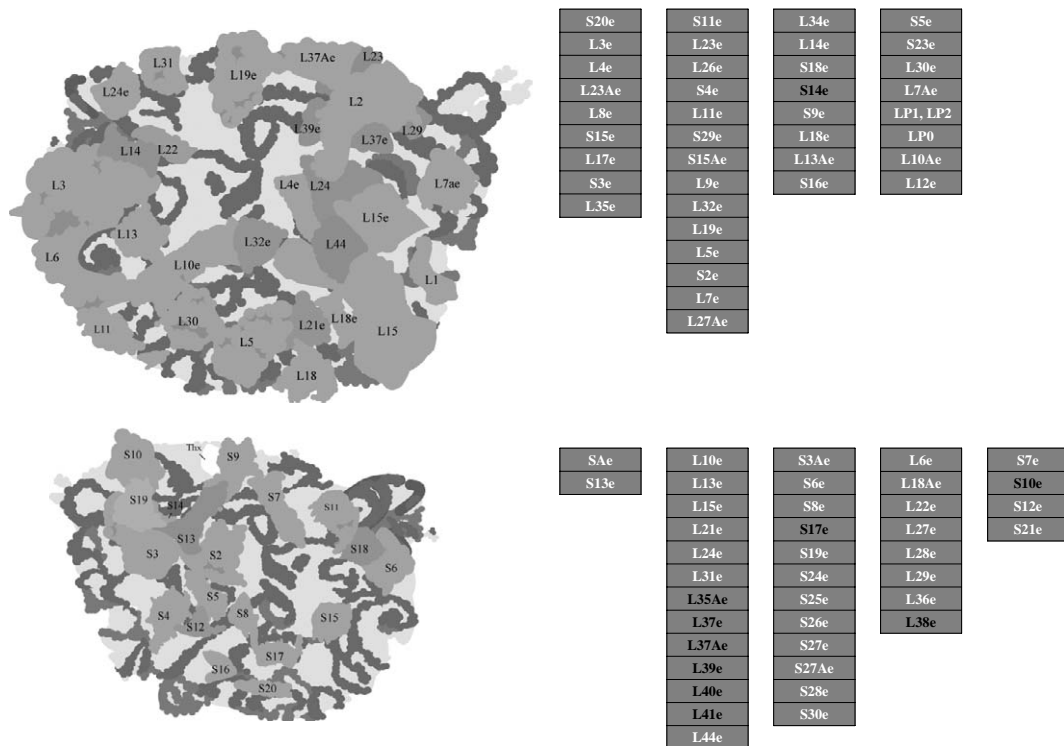 L31
L19e
L37Ae
L23
L24e
L2
L39e
L37e
L29
L14
L22
L3
L4e
L24
L7ae
L15e
L13
L32e
L44
L6
L10e
L1
L11
L30
L21e
L18e
L15
L5
L18
S20e
L3e
L4e
L23Ae
L8e
S15e
L17e
S3e
L35e
S11e
L23e
L26e
S4e
L11e
S29e
S15Ae
L9e
L32e
L19e
L5e
S2e
L7e
L27Ae
L34e
L14e
S18e
S14e
S9e
L18e
L13Ae
S16e
S5e
S23e
L30e
L7Ae
LP1, LP2
LP0
L10Ae
L12e
Thx
S10
S9
S19
S14
S7
S11
S13
S3
S2
S18
S6
S5
S4
S12
S8
S15
S16
S17
S20
SAe
S13e
L10e
L13e
L15e
L21e
L24e
L31e
L35Ae
L37e
L37Ae
L39e
L40e
L41e
L44e
S3Ae
S6e
S8e
S17e
S19e
S24e
S25e
S26e
S27e
S27Ae
S28e
S30e
L6e
L18Ae
L22e
L27e
L28e
L29e
L36e
L38e
S7e
S10e
S12e
S21e